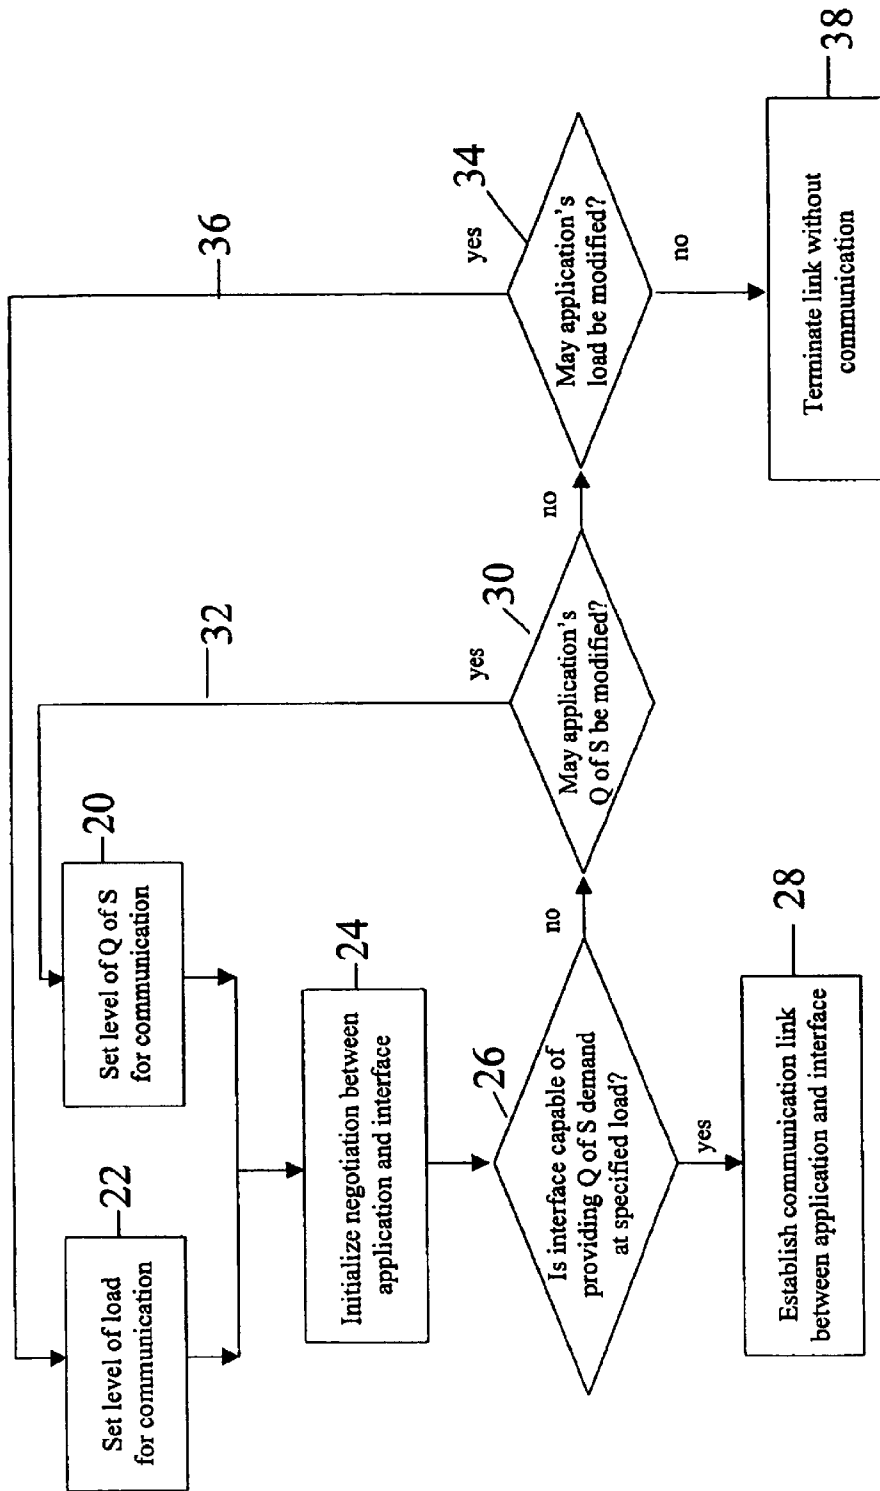 36
32
22
Set level of load
for communication
20
Set level of Q of S
for communication
24
Initialize negotiation between
application and interface
26
Is interface capable of
providing Q of S demand
at specified load?
no
yes
30
May application's
Q of S be modified?
yes
no
34
May application's
load be modified?
yes
no
28
Establish communication link
between application and interface
38
Terminate link without
communication